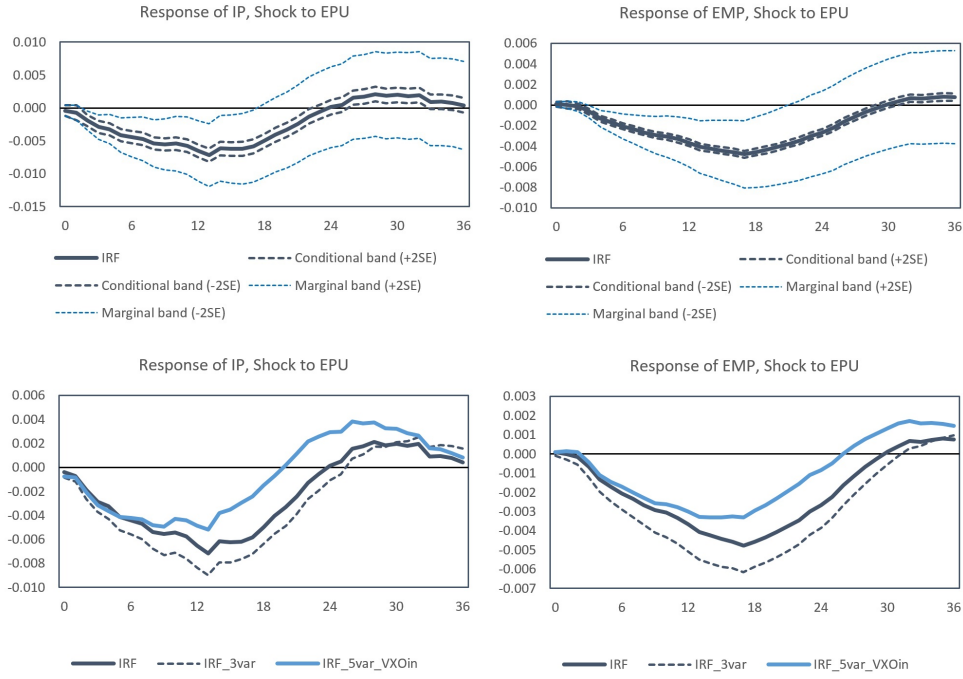 Response of IP, Shock to EPU
0.010
0.005
0.000
-0.005
-0.010
-0.015
0 6 12 18 24 30 36
IRF Conditional band (+2SE)
Conditional band (-2SE) Marginal band (+2SE)
Marginal band (-2SE)
Response of EMP, Shock to EPU
0.006
0.004
0.002
0.000
-0.002
-0.004
-0.006
-0.008
-0.010
0 6 12 18 24 30 36
IRF Conditional band (+2SE)
Conditional band (-2SE) Marginal band (+2SE)
Marginal band (-2SE)
Response of IP, Shock to EPU
0.006
0.004
0.002
0.000
-0.002
-0.004
-0.006
-0.008
-0.010
0 6 12 18 24 30 36
IRF IRF_3var IRF_5var_VXOin
Response of EMP, Shock to EPU
0.003
0.002
0.001
0.000
-0.001
-0.002
-0.003
-0.004
-0.005
-0.006
-0.007
0 6 12 18 24 30 36
IRF IRF_3var IRF_5var_VXOin